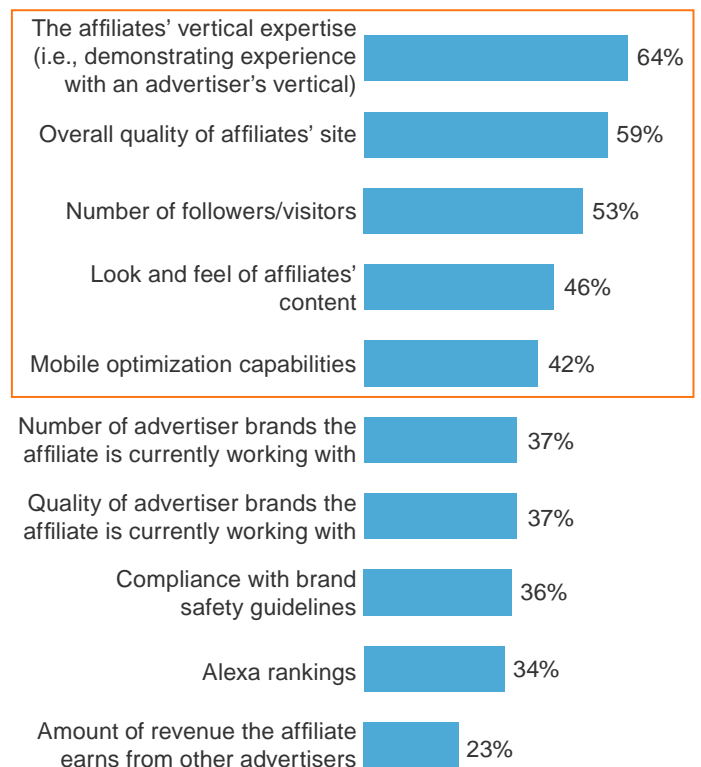 The affiliates’ vertical expertise
(i.e., demonstrating experience
with an advertiser’s vertical)
64%
Overall quality of affiliates’ site
59%
Number of followers/visitors
53%
Look and feel of affiliates’
content
46%
Mobile optimization capabilities
42%
Number of advertiser brands the
affiliate is currently working with
37%
Quality of advertiser brands the
affiliate is currently working with
37%
Compliance with brand
safety guidelines
36%
Alexa rankings
34%
Amount of revenue the affiliate
earns from other advertisers
23%